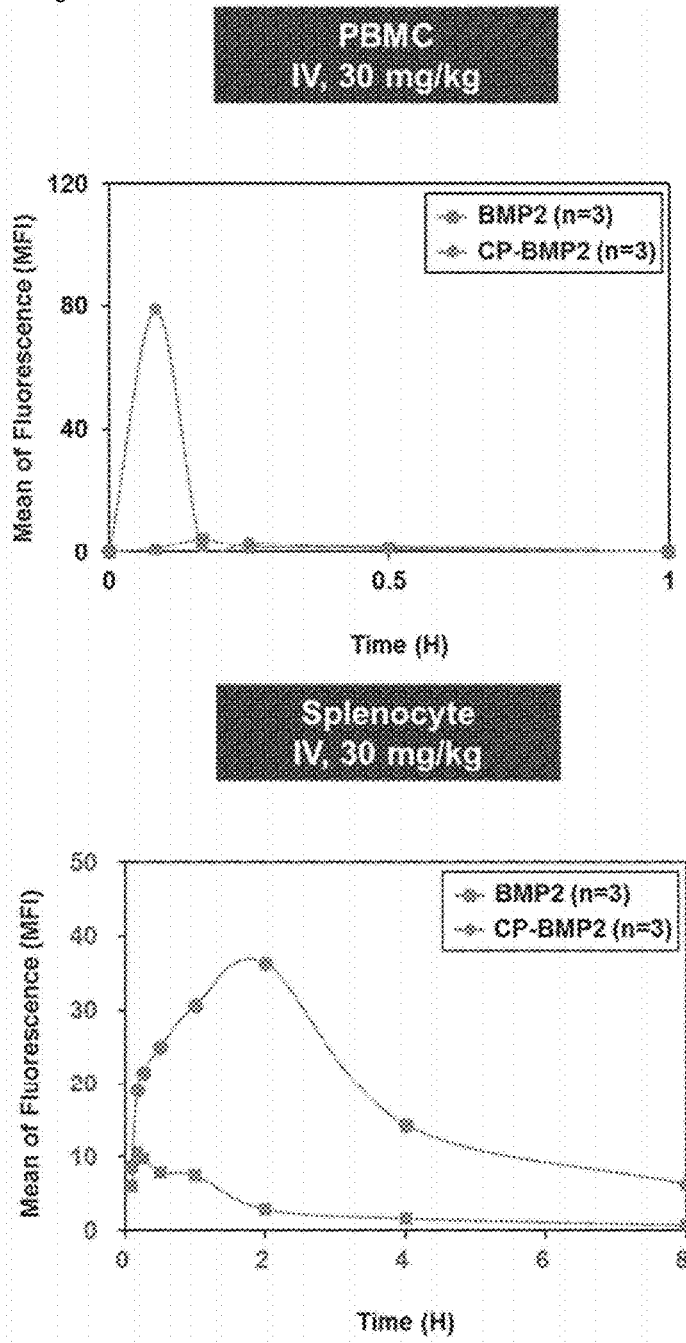 PBMC
IV, 30 mg/kg
120
80
40
0
0
0.5
1
Mean of Fluorescence (MFI)
Time (H)
BMP2 (n=3)
CP-BMP2 (n=3)
Splenocyte
IV, 30 mg/kg
50
40
30
20
10
0
0
2
4
6
8
Mean of Fluorescence (MFI)
Time (H)
BMP2 (n=3)
CP-BMP2 (n=3)